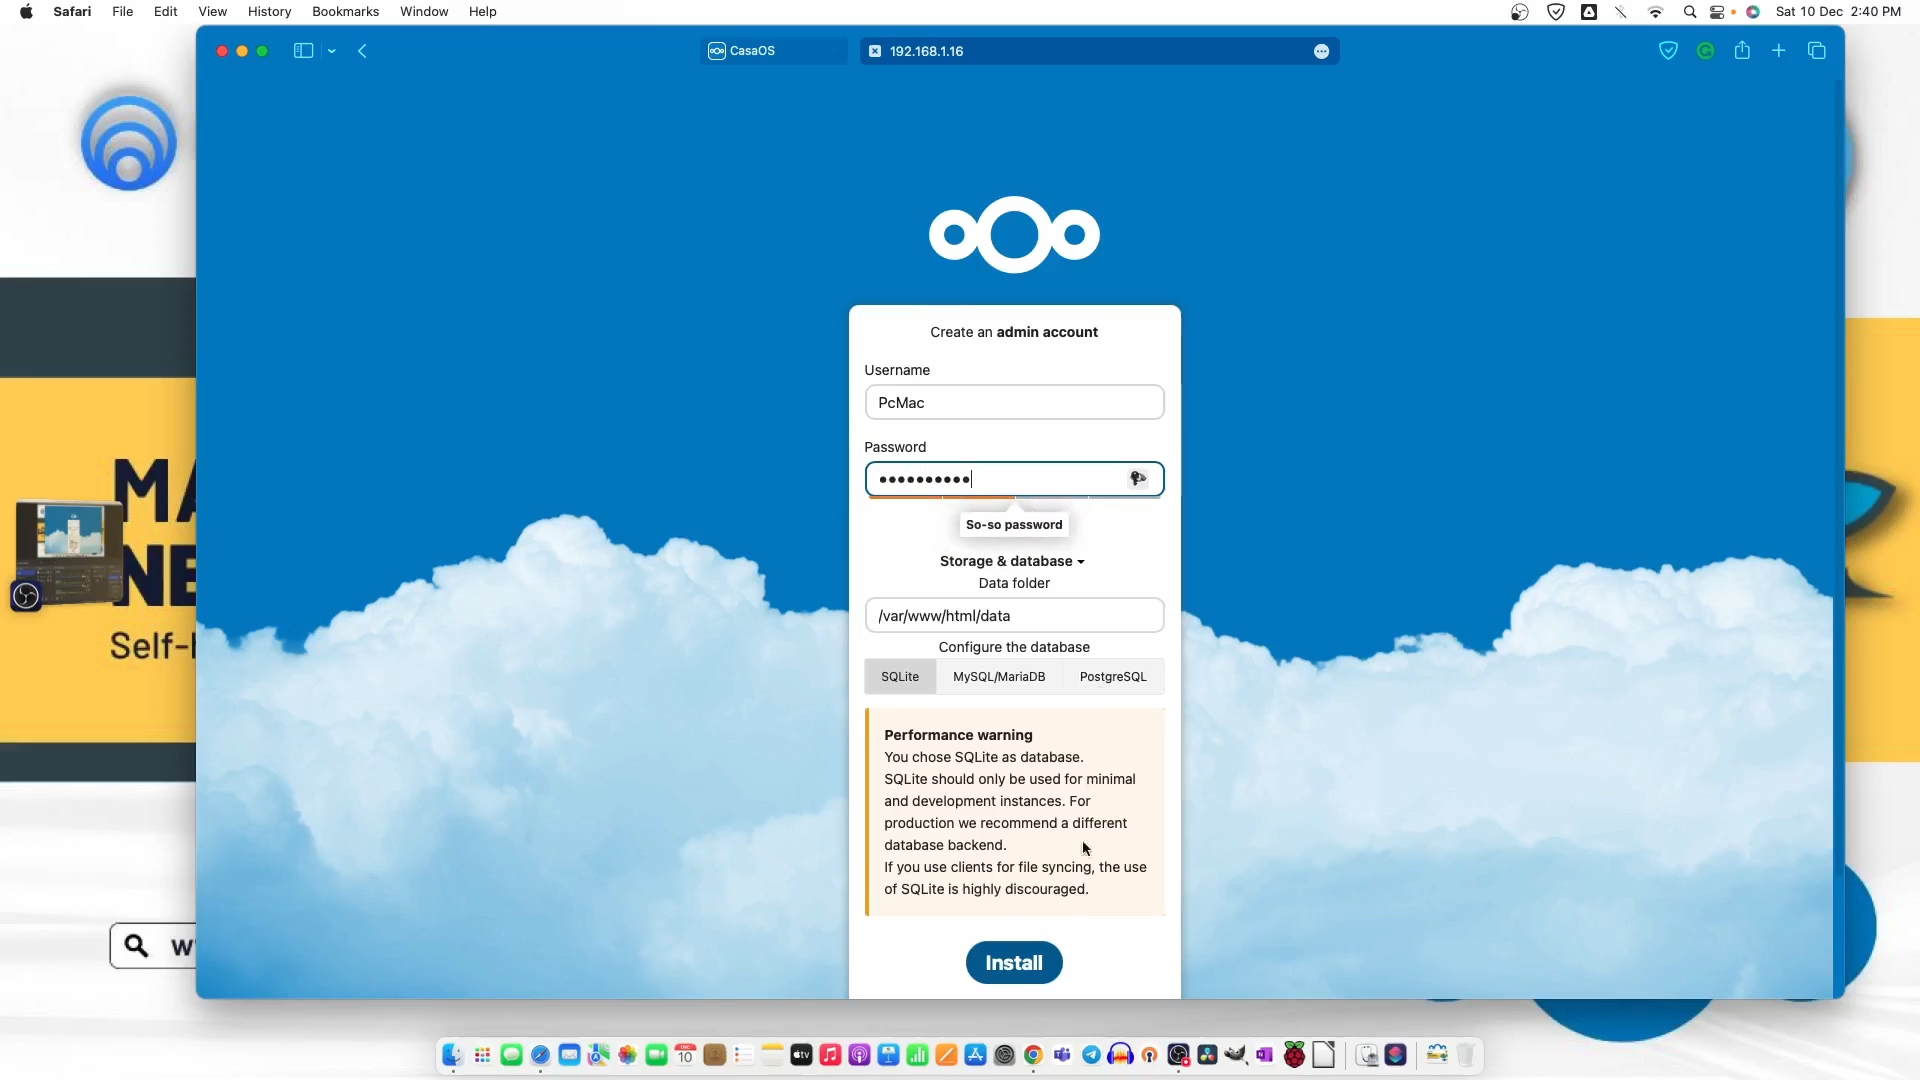 Safari File Edit View History Bookmarks Window Help Sat 10 Dec 2:40 PM
CasaOS 192.168.1.16
Create an admin account
Username
PcMac
Password
••••••••••
So-so password
Storage & database
Data folder
/var/www/html/data
Configure the database
SQLite MySQL/MariaDB PostgreSQL
Performance warning
You chose SQLite as database.
SQLite should only be used for minimal
and development instances. For
production we recommend a different
database backend.
If you use clients for file syncing, the use
of SQLite is highly discouraged.
Install